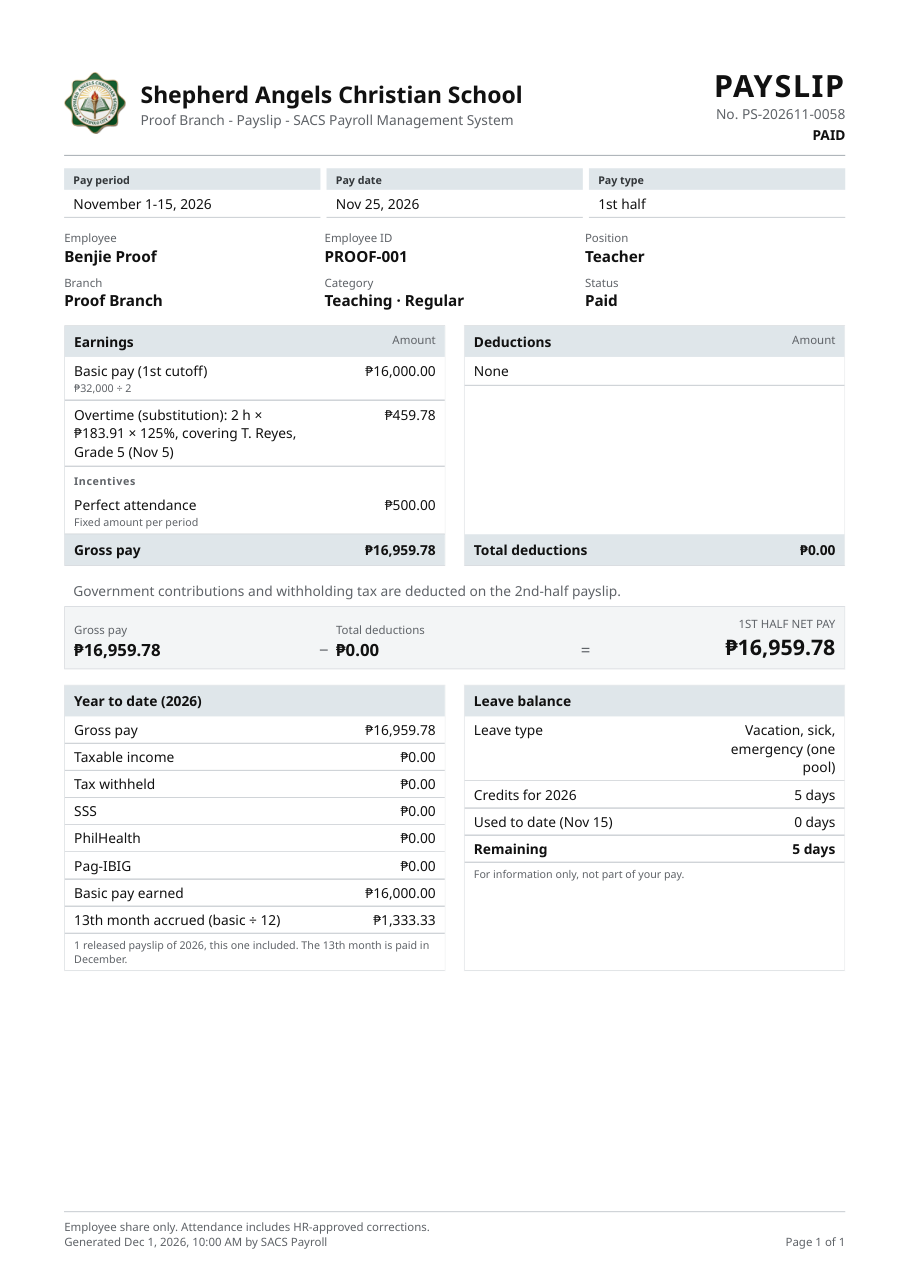 Shepherd Angels Christian School
Proof Branch - Payslip - SACS Payroll Management System
PAYSLIP
No. PS-202611-0058
PAID
Pay period
Pay date
Pay type
November 1-15, 2026
Nov 25, 2026
1st half
Employee
Employee ID
Position
Benjie Proof
PROOF-001
Teacher
Branch
Category
Status
Proof Branch
Teaching · Regular
Paid
Earnings Amount
Basic pay (1st cutoff) ₱16,000.00
₱32,000 ÷ 2
Overtime (substitution): 2 h × ₱459.78
₱183.91 × 125%, covering T. Reyes,
Grade 5 (Nov 5)
Incentives
Perfect attendance ₱500.00
Fixed amount per period
Gross pay ₱16,959.78
Deductions Amount
None
Total deductions ₱0.00
Government contributions and withholding tax are deducted on the 2nd-half payslip.
Gross pay
₱16,959.78
−
Total deductions
₱0.00
=
1ST HALF NET PAY
₱16,959.78
Year to date (2026)
Gross pay ₱16,959.78
Taxable income ₱0.00
Tax withheld ₱0.00
SSS ₱0.00
PhilHealth ₱0.00
Pag-IBIG ₱0.00
Basic pay earned ₱16,000.00
13th month accrued (basic ÷ 12) ₱1,333.33
1 released payslip of 2026, this one included. The 13th month is paid in
December.
Leave balance
Leave type Vacation, sick,
emergency (one
pool)
Credits for 2026 5 days
Used to date (Nov 15) 0 days
Remaining 5 days
For information only, not part of your pay.
Employee share only. Attendance includes HR-approved corrections.
Generated Dec 1, 2026, 10:00 AM by SACS Payroll
Page 1 of 1